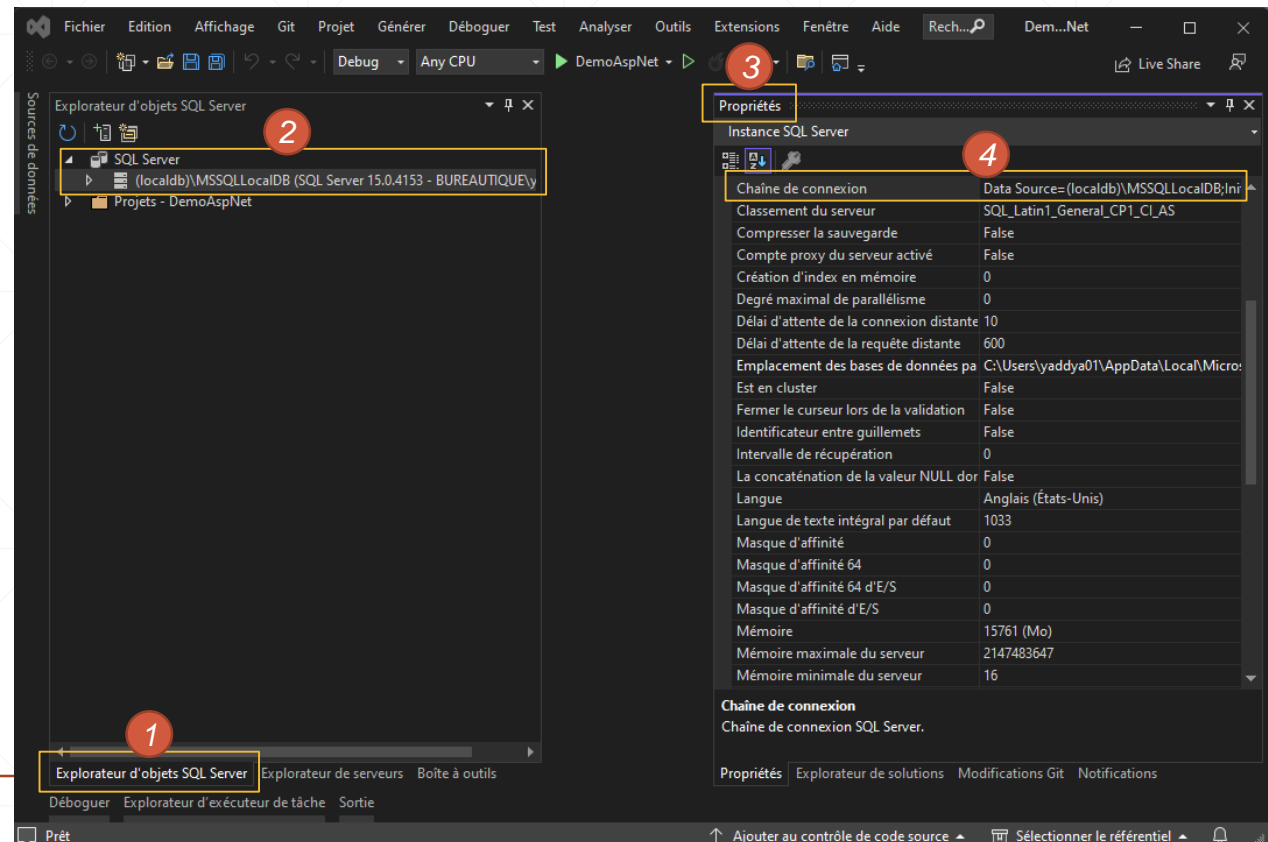 Fichier Edition Affichage Git Projet Générer Déboguer Test Analyser Outils Extensions Fenêtre Aide Rech... Dem...Net
Debug Any CPU DemoAspNet Live Share
3
Sources de données
Explorateur d'objets SQL Server
2
SQL Server
(localdb)\MSSQLLocalDB (SQL Server 15.0.4153 - BUREAUTIQUE\y
Projets - DemoAspNet
Propriétés
Instance SQL Server
4
Chaîne de connexion Data Source=(localdb)\MSSQLLocalDB;Ini
Classement du serveur SQL_Latin1_General_CP1_CI_AS
Compresser la sauvegarde False
Compte proxy du serveur activé False
Création d'index en mémoire 0
Degré maximal de parallélisme 0
Délai d'attente de la connexion distante 10
Délai d'attente de la requête distante 600
Emplacement des bases de données pa C:\Users\yaddya01\AppData\Local\Micros
Est en cluster False
Fermer le curseur lors de la validation False
Identificateur entre guillemets False
Intervalle de récupération 0
La concaténation de la valeur NULL dor False
Langue Anglais (États-Unis)
Langue de texte intégral par défaut 1033
Masque d'affinité 0
Masque d'affinité 64 0
Masque d'affinité 64 d'E/S 0
Masque d'affinité d'E/S 0
Mémoire 15761 (Mo)
Mémoire maximale du serveur 2147483647
Mémoire minimale du serveur 16
Chaîne de connexion
Chaîne de connexion SQL Server.
1
Explorateur d'objets SQL Server Explorateur de serveurs Boîte à outils
Propriétés Explorateur de solutions Modifications Git Notifications
Déboguer Explorateur d'exécuteur de tâche Sortie
Prêt Ajouter au contrôle de code source Sélectionner le référentiel